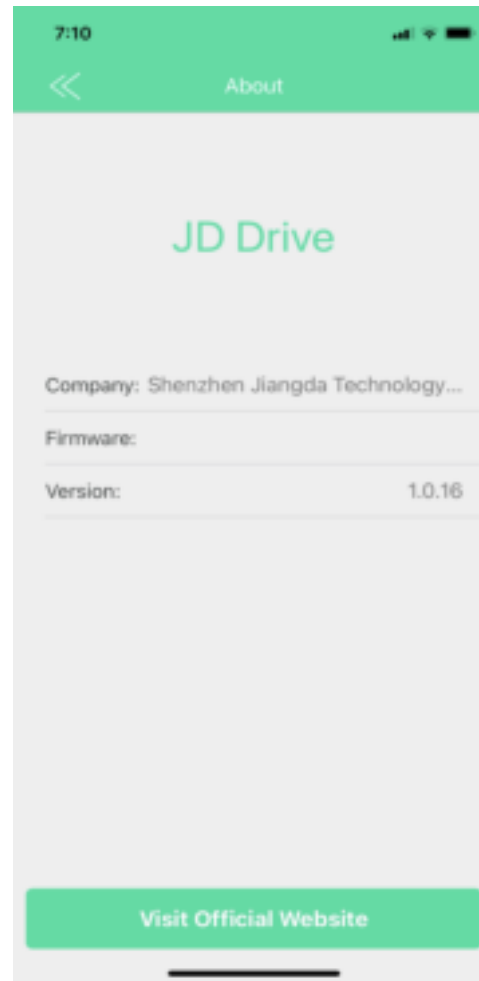 7:10
About
JD Drive
Company: Shenzhen Jiangda Technology...
Firmware:
Version: 1.0.16
Visit Official Website